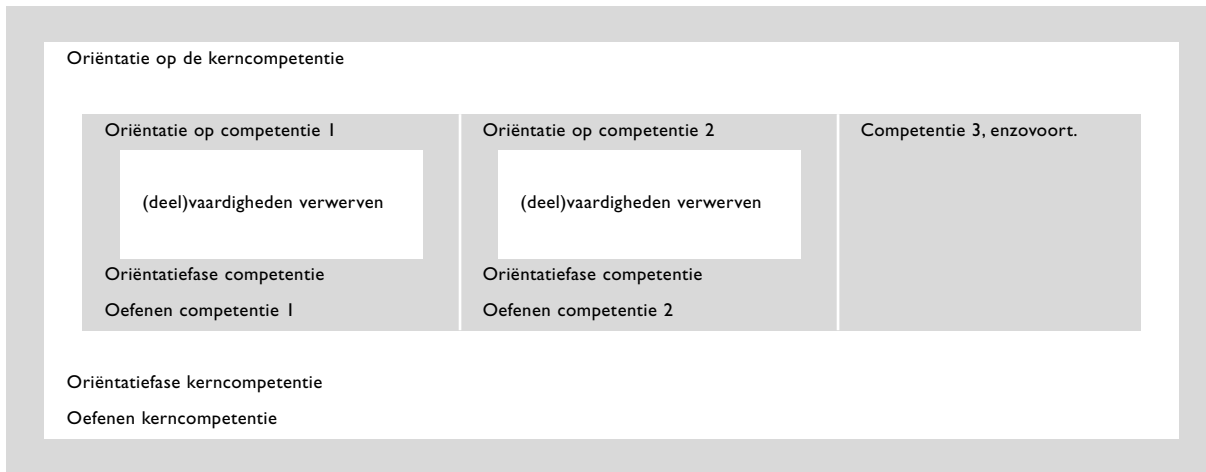 Oriëntatie op de kerncompetentie
Oriëntatie op competentie 1
(deel)vaardigheden verwerven
Oriëntatiefase competentie
Oefenen competentie 1
Oriëntatie op competentie 2
(deel)vaardigheden verwerven
Oriëntatiefase competentie
Oefenen competentie 2
Competentie 3, enzovoort.
Oriëntatiefase kerncompetentie
Oefenen kerncompetentie